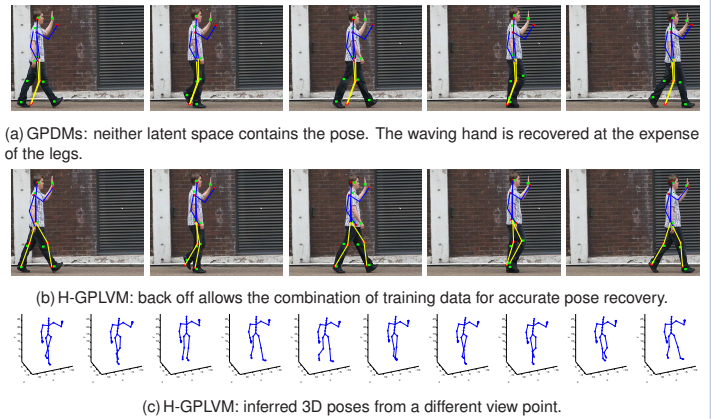 (a) GPDMs: neither latent space contains the pose. The waving hand is recovered at the expense
of the legs.
(b) H-GPLVM: back off allows the combination of training data for accurate pose recovery.
(c) H-GPLVM: inferred 3D poses from a different view point.